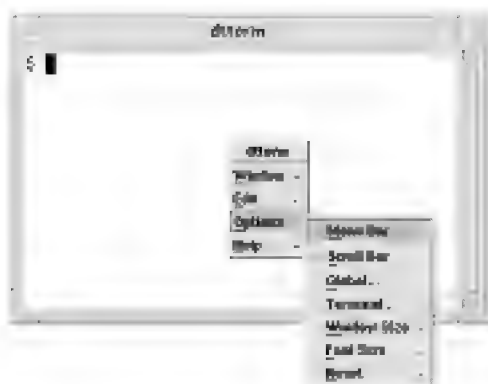 dtterm
$
dtterm
Window
Edit
Options
Help
Menu Bar
Scroll Bar
Global...
Terminal...
Window Size
Font Size
Reset